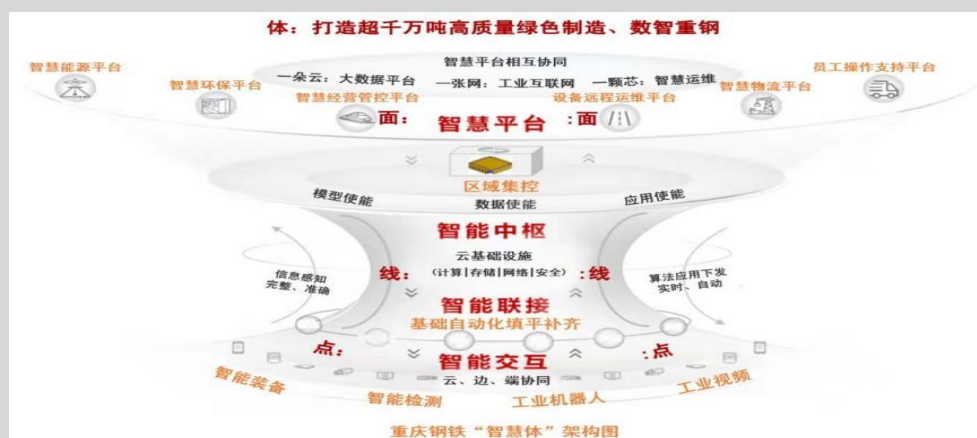 体：打造超千万吨高质量绿色制造、数智重钢
智慧平台相互协同
智慧能源平台
员工操作支持平台
智慧环保平台
一朵云：大数据平台
一张网：工业互联网
一颗芯：智慧运维
智慧物流平台
智慧经营管控平台
设备远程运维平台
面：
智慧平台
：面
区域集控
模型使能
数据使能
应用使能
智能中枢
云基础设施
线：
（计算|存储|网络|安全）
：线
信息感知
完整、准确
算法应用下发
实时、自动
智能联接
基础自动化填平补齐
点：
智能交互
：点
云、边、端协同
智能装备
智能检测
工业机器人
工业视频
重庆钢铁“智慧体”架构图